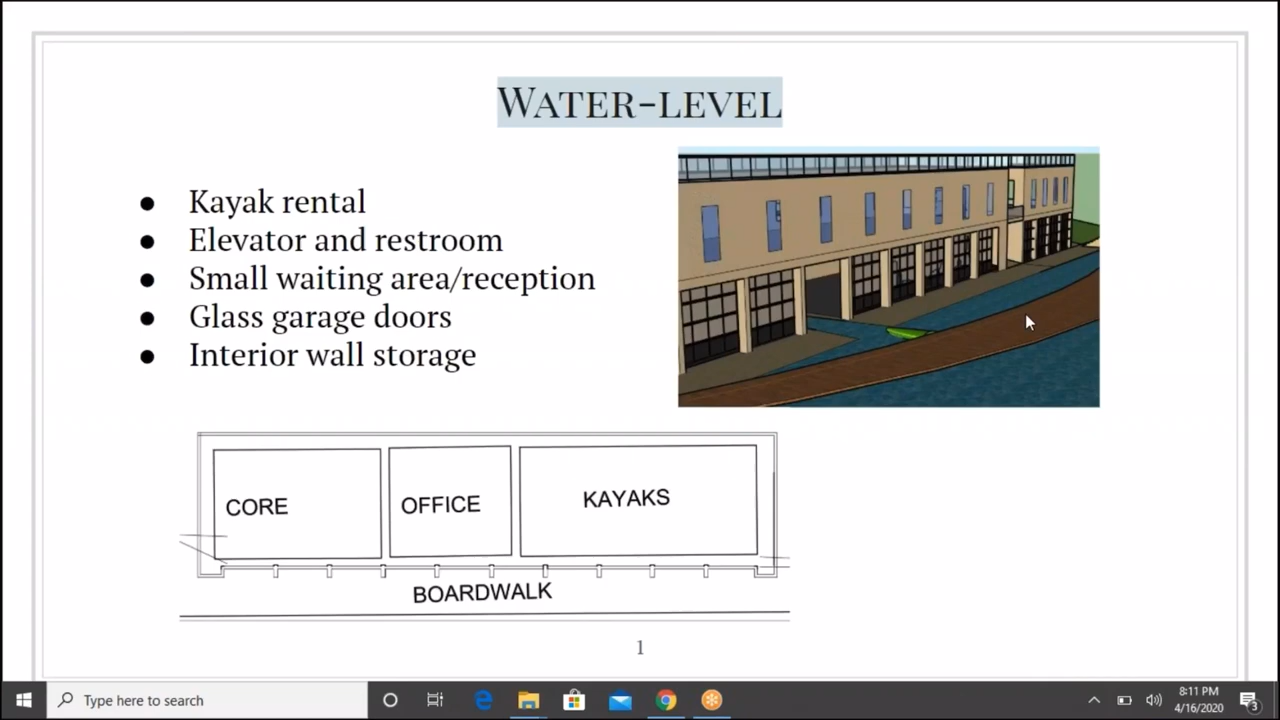 Water-level
● Kayak rental
● Elevator and restroom
● Small waiting area/reception
● Glass garage doors
● Interior wall storage
CORE
OFFICE
KAYAKS
BOARDWALK
1
Type here to search
8:11 PM
4/16/2020
3